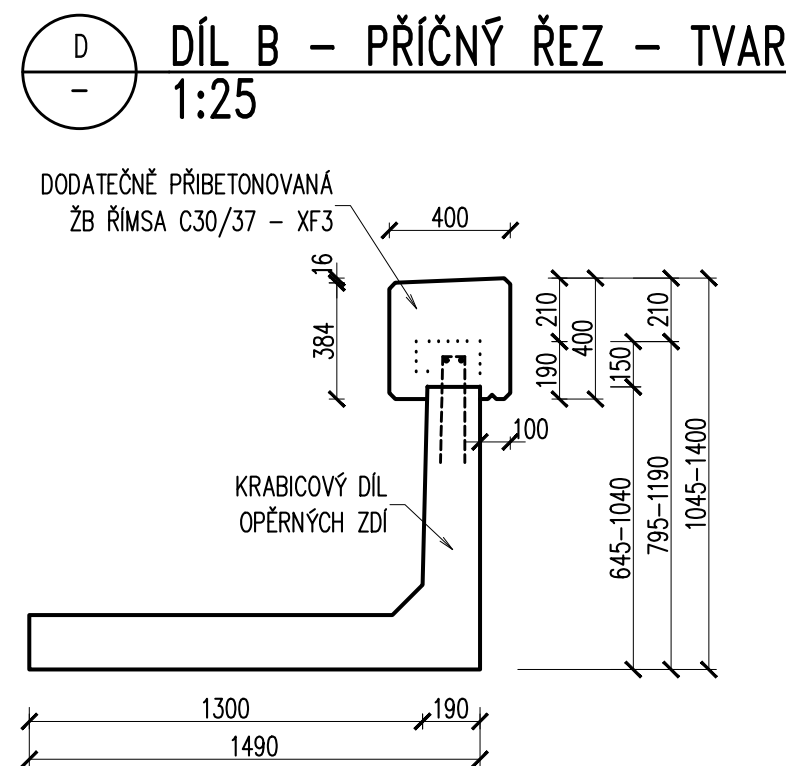 D
–
DÍL B – PŘÍČNÝ ŘEZ – TVAR
1:25
DODATEČNĚ PŘIBETONOVANÁ
ŽB ŘÍMSA C30/37 – XF3
400
16
384
210
190
400
150
210
645–1040
795–1190
1045–1400
100
KRABICOVÝ DÍL
OPĚRNÝCH ZDÍ
1300
190
1490